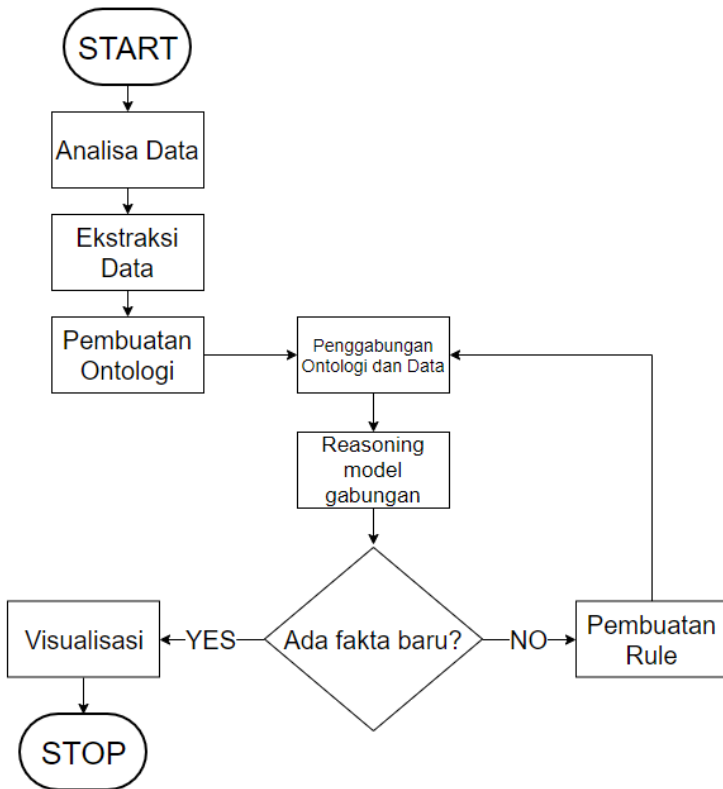 START
Analisa Data
Ekstraksi
Data
Pembuatan
Ontologi
Penggabungan
Ontologi dan Data
Reasoning
model
gabungan
Ada fakta baru?
YES
Visualisasi
NO
Pembuatan
Rule
STOP